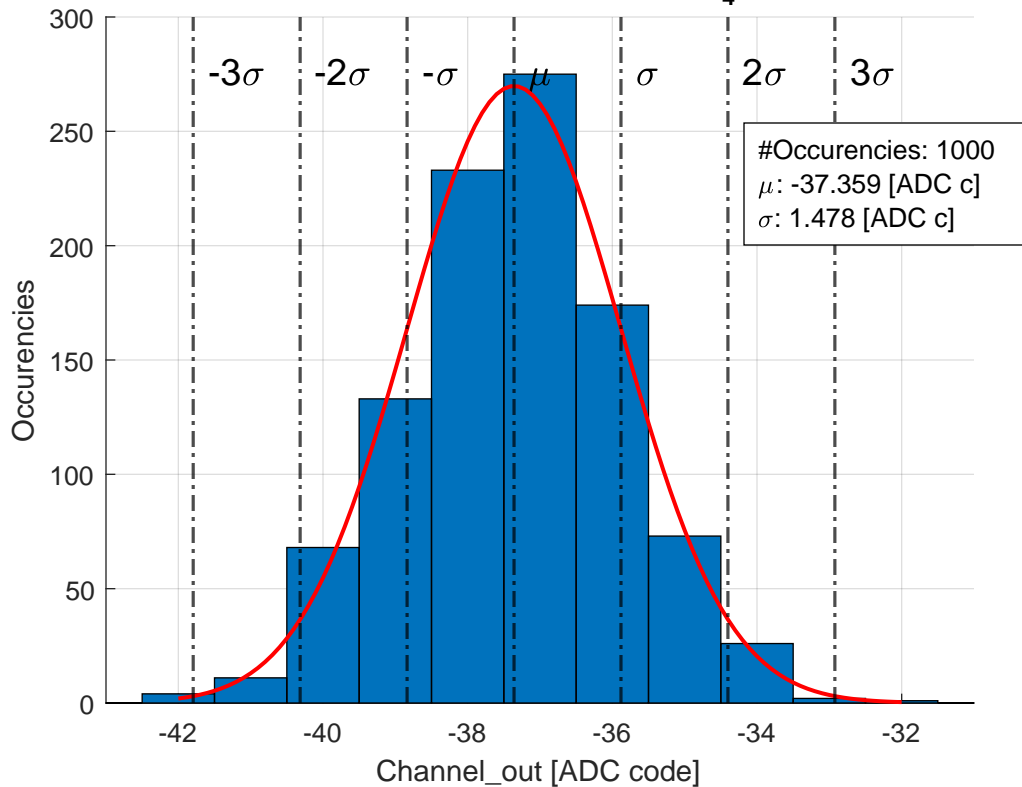 4
300
-3σ -2σ -σ μ σ 2σ 3σ
250
#Occurencies: 1000
μ: -37.359 [ADC c]
σ: 1.478 [ADC c]
200
Occurencies
150
100
50
0
-42 -40 -38 -36 -34 -32
Channel_out [ADC code]